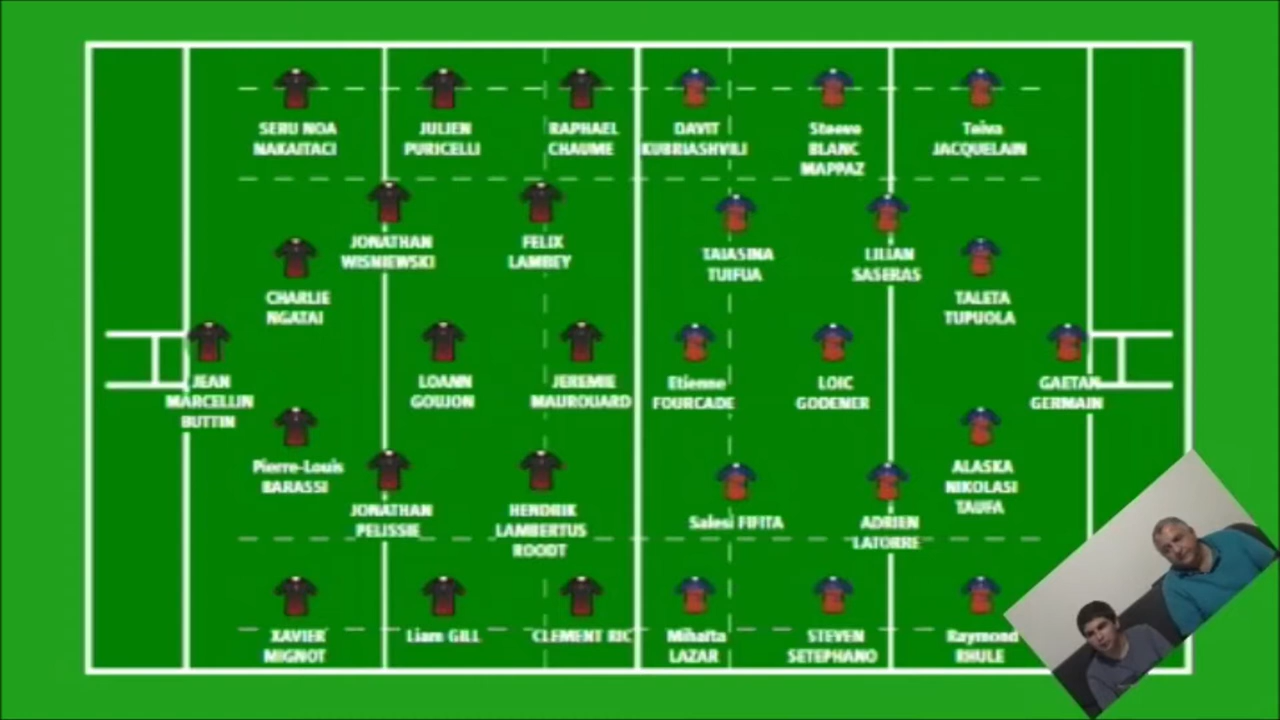 SERU NOA
NAKAITACI
JULIEN
PURICELLI
RAPHAEL
CHAUME
DAVIT
KUBRIASHVILI
Steeve
BLANC
MAPPAZ
Teiva
JACQUELAIN
JONATHAN
WISNIEWSKI
FELIX
LAMBEY
TAIASINA
TUIFUA
LILIAN
SASERAS
CHARLIE
NGATAI
TALETA
TUPUOLA
JEAN
MARCELLIN
BUTTIN
LOANN
GOUJON
JEREMIE
MAUROUARD
Etienne
FOURCADE
LOIC
GODENER
GAETAN
GERMAIN
Pierre-Louis
BARASSI
ALASKA
NIKOLASI
TAUFA
JONATHAN
PELISSIE
HENDRIK
LAMBERTUS
ROODT
Salesi FIFITA
ADRIEN
LATORRE
XAVIER
MIGNOT
Liam GILL
CLEMENT RIC
Mihaita
LAZAR
STEVEN
SETEPHANO
Raymond
RHULE